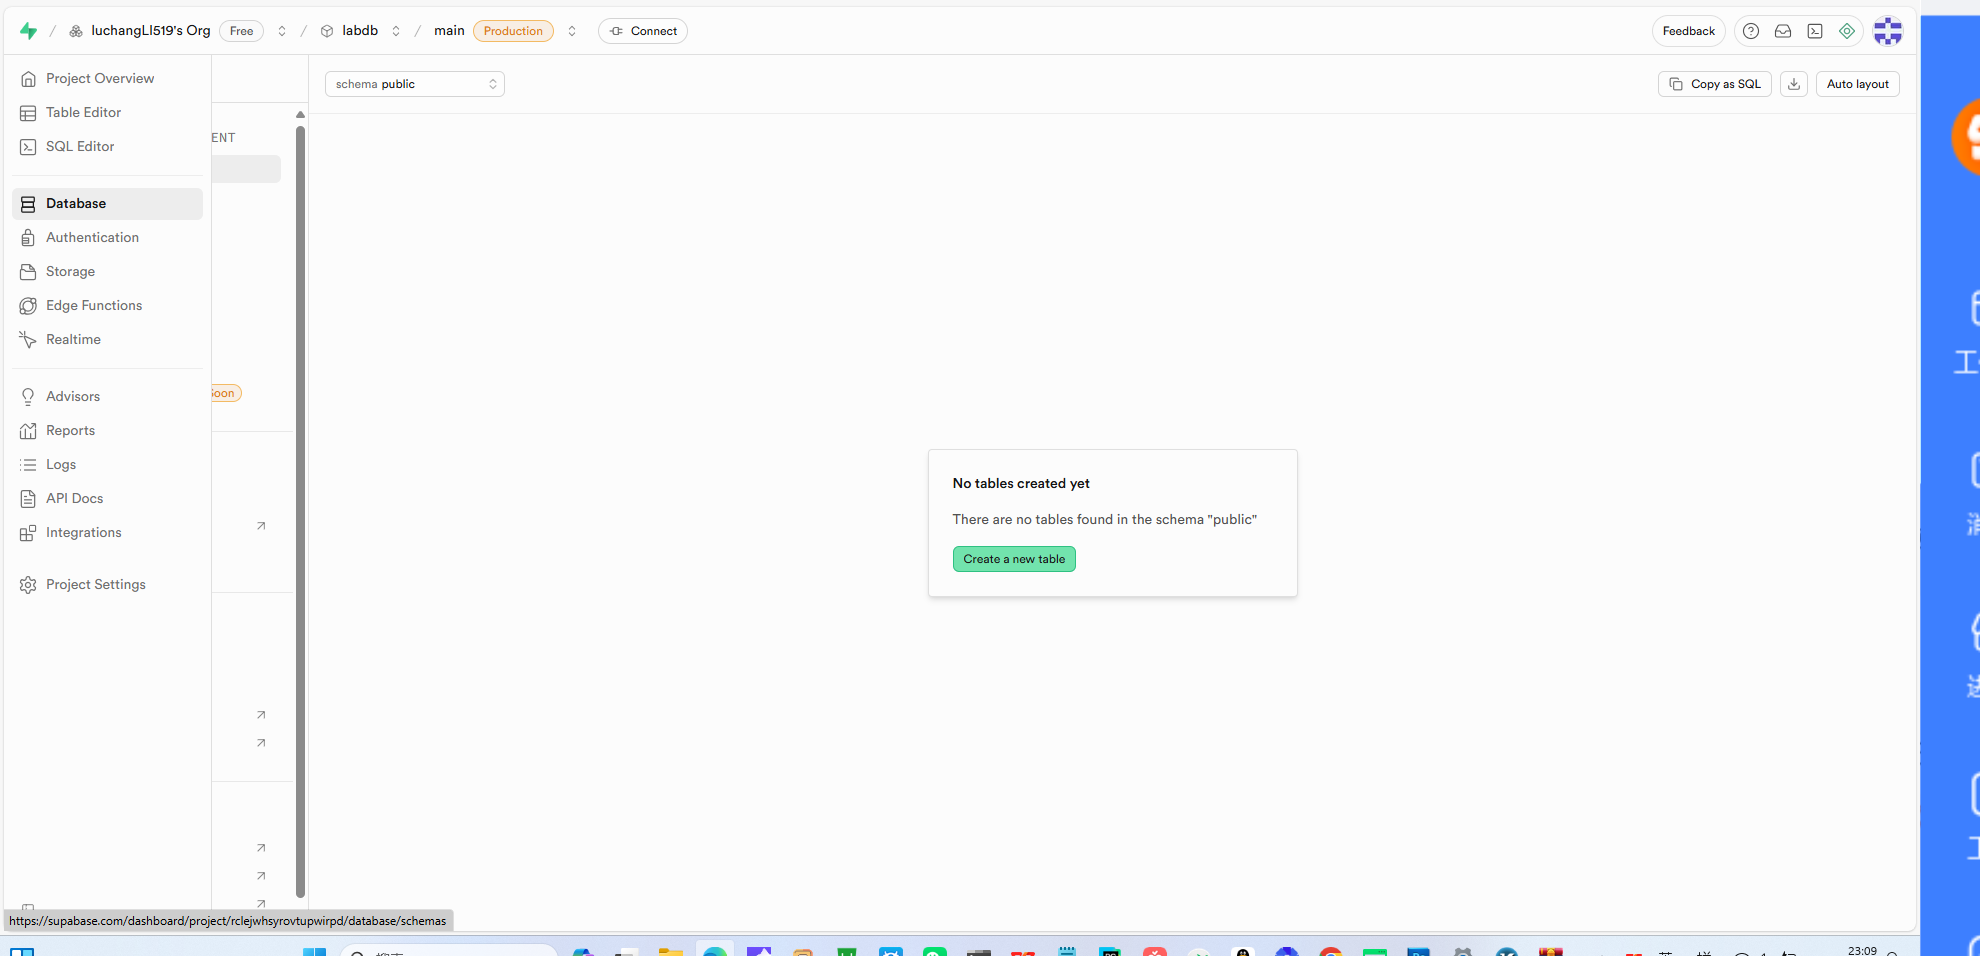 luchangLI519's Org Free
labdb
main Production
Connect
Feedback
Project Overview
Table Editor
SQL Editor
Database
Authentication
Storage
Edge Functions
Realtime
Advisors
Reports
Logs
API Docs
Integrations
Project Settings
ENT
Soon
schema public
Copy as SQL
Auto layout
No tables created yet
There are no tables found in the schema "public"
Create a new table
https://supabase.com/dashboard/project/rclejwhsyrovtupwirpd/database/schemas
工
工
23:09